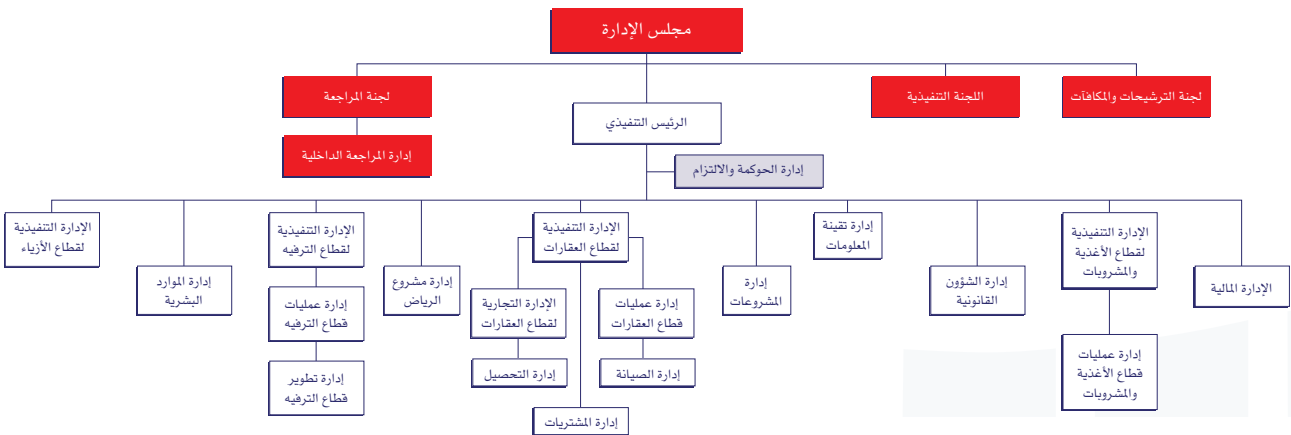 مجلس الإدارة
لجنة الترشيحات والمكافآت
اللجنة التنفيذية
لجنة المراجعة
الرئيس التنفيذي
إدارة المراجعة الداخلية
إدارة الحوكمة والالتزام
الإدارة المالية
الإدارة التنفيذية
لقطاع الأغذية
والمشروبات
إدارة عمليات
قطاع الأغذية
والمشروبات
إدارة الشؤون
القانونية
إدارة تقينة
المعلومات
إدارة
المشروعات
الإدارة التنفيذية
لقطاع العقارات
إدارة عمليات
قطاع العقارات
إدارة الصيانة
الإدارة التجارية
لقطاع العقارات
إدارة التحصيل
إدارة المشتريات
إدارة مشروع
الرياض
الإدارة التنفيذية
لقطاع الترفيه
إدارة عمليات
قطاع الترفيه
إدارة تطوير
قطاع الترفيه
إدارة الموارد
البشرية
الإدارة التنفيذية
لقطاع الأزياء